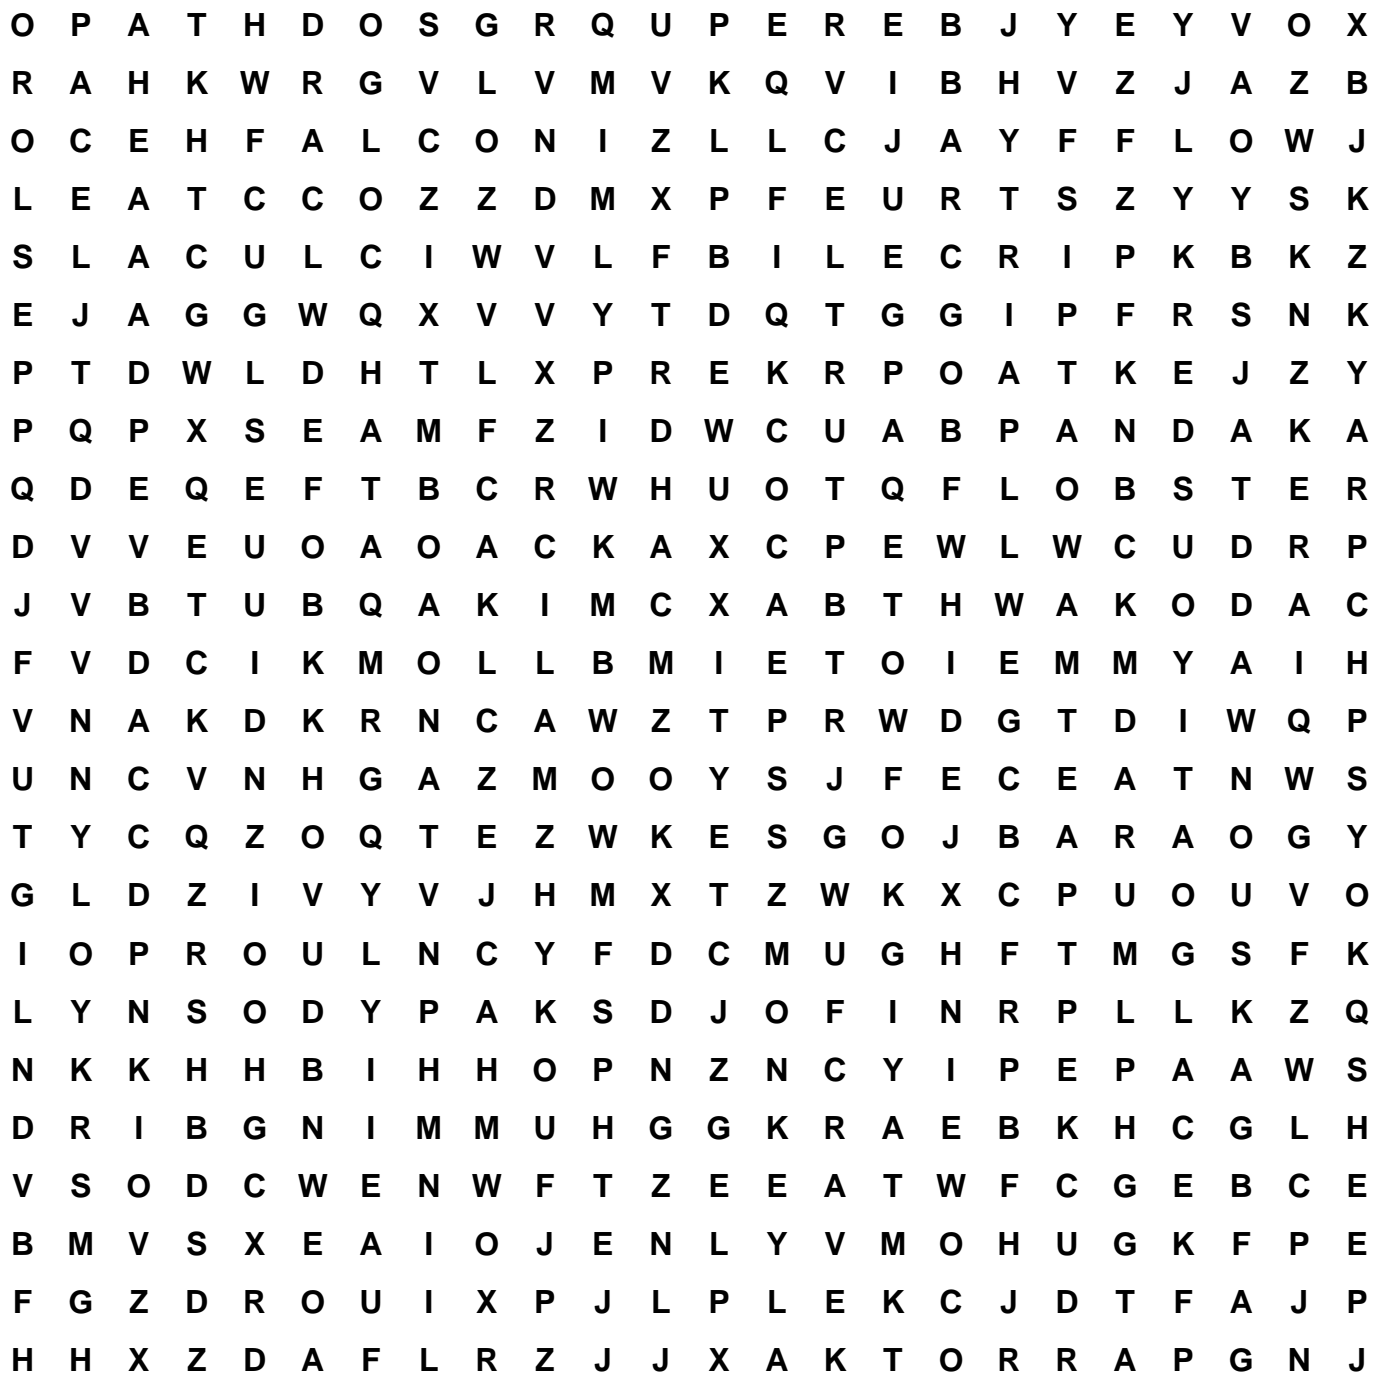 O P A T H D O S G R Q U P E R E B J Y E Y V O X
R A H K W R G V L V M V K Q V I B H V Z J A Z B
O C E H F A L C O N I Z L L C J A Y F F L O W J
L E A T C C O Z Z D M X P F E U R T S Z Y Y S K
S L A C U L C I W V L F B I L E C R I P K B K Z
E J A G G W Q X V V Y T D Q T G G I P F R S N K
P T D W L D H T L X P R E K R P O A T K E J Z Y
P Q P X S E A M F Z I D W C U A B P A N D A K A
Q D E Q E F T B C R W H U O T Q F L O B S T E R
D V V E U O A O A C K A X C P E W L W C U D R P
J V B T U B Q A K I M C X A B T H W A K O D A C
F V D C I K M O L L B M I E T O I E M M Y A I H
V N A K D K R N C A W Z T P R W D G T D I W Q P
U N C V N H G A Z M O O Y S J F E C E A T N W S
T Y C Q Z O Q T E Z W K E S G O J B A R A O G Y
G L D Z I V Y V J H M X T Z W K X C P U O U V O
I O P R O U L N C Y F D C M U G H F T M G S F K
L Y N S O D Y P A K S D J O F I N R P L L K Z Q
N K K H H B I H H O P N Z N C Y I P E P A A W S
D R I B G N I M M U H G G K R A E B K H C G L H
V S O D C W E N W F T Z E E A T W F C G E B C E
B M V S X E A I O J E N L Y V M O H U G K F P E
F G Z D R O U I X P J L P L E K C J D T F A J P
H H X Z D A F L R Z J J X A K T O R R A P G N J